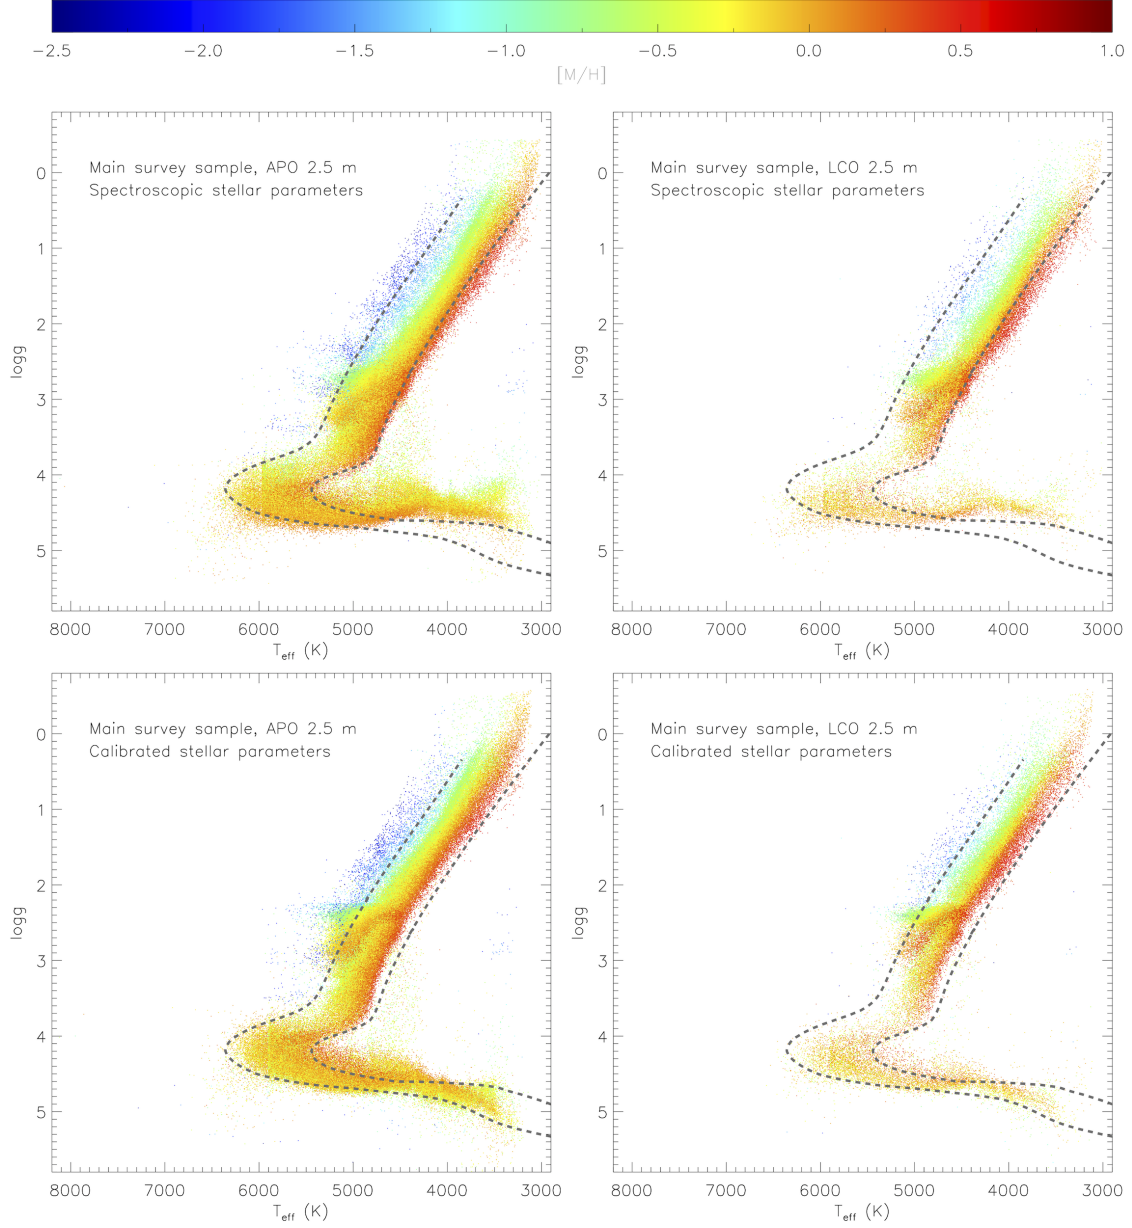 −2.5 −2.0 −1.5 −1.0 −0.5 0.0 0.5 1.0
[M/H]
Main survey sample, APO 2.5 m
Spectroscopic stellar parameters
0
1
2
3
4
5
logg
8000 7000 6000 5000 4000 3000
Teff (K)
Main survey sample, LCO 2.5 m
Spectroscopic stellar parameters
0
1
2
3
4
5
logg
8000 7000 6000 5000 4000 3000
Teff (K)
Main survey sample, APO 2.5 m
Calibrated stellar parameters
0
1
2
3
4
5
logg
8000 7000 6000 5000 4000 3000
Teff (K)
Main survey sample, LCO 2.5 m
Calibrated stellar parameters
0
1
2
3
4
5
logg
8000 7000 6000 5000 4000 3000
Teff (K)